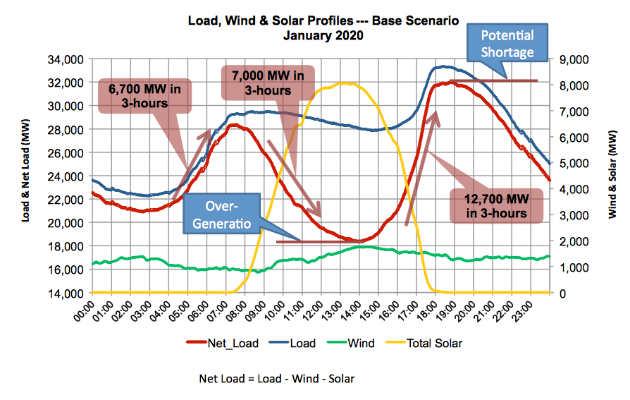 Load, Wind & Solar Profiles --- Base Scenario
January 2020
Potential
Shortage
34,000
32,000
30,000
28,000
26,000
24,000
22,000
20,000
18,000
16,000
14,000
Load & Net Load (MW)
6,700 MW in
3-hours
7,000 MW in
3-hours
Over-
Generatio
12,700 MW
in 3-hours
9,000
8,000
7,000
6,000
5,000
4,000
3,000
2,000
1,000
0
Wind & Solar (MW)
00:00
01:00
02:00
03:00
04:00
05:00
06:00
07:00
08:00
09:00
10:00
11:00
12:00
13:00
14:00
15:00
16:00
17:00
18:00
19:00
20:00
21:00
22:00
23:00
Net_Load Load Wind Total Solar
Net Load = Load - Wind - Solar